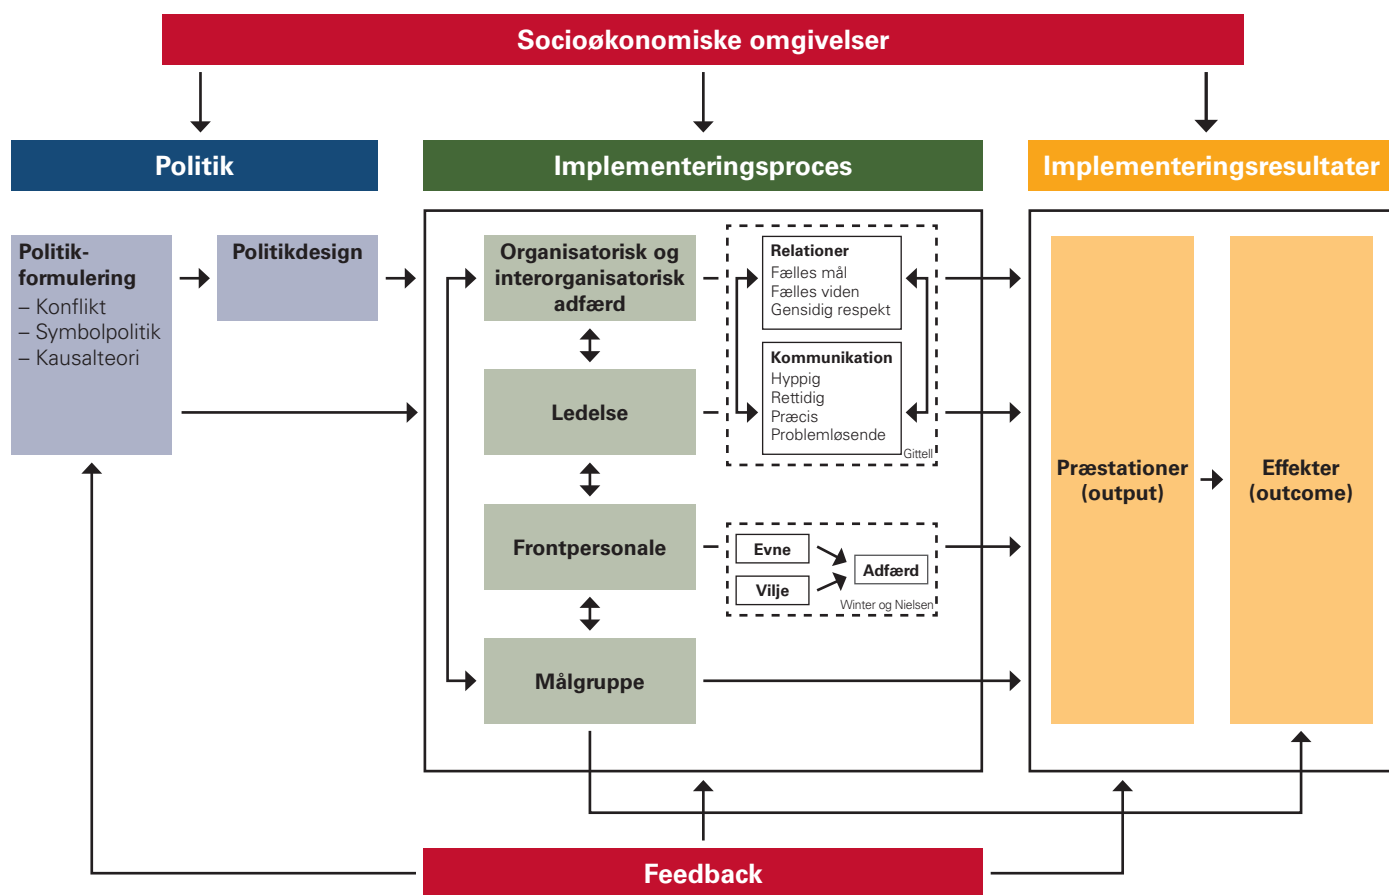 Socioøkonomiske omgivelser
Politik
Implementeringsproces
Implementeringsresultater
Politik-
formulering
– Konflikt
– Symbolpolitik
– Kausalteori
Politikdesign
Organisatorisk og
interorganisatorisk
adfærd
Ledelse
Frontpersonale
Målgruppe
Relationer
Fælles mål
Fælles viden
Gensidig respekt
Kommunikation
Hyppig
Rettidig
Præcis
Problemløsende
Gittell
Evne
Vilje
Adfærd
Winter og Nielsen
Præstationer
(output)
Effekter
(outcome)
Feedback